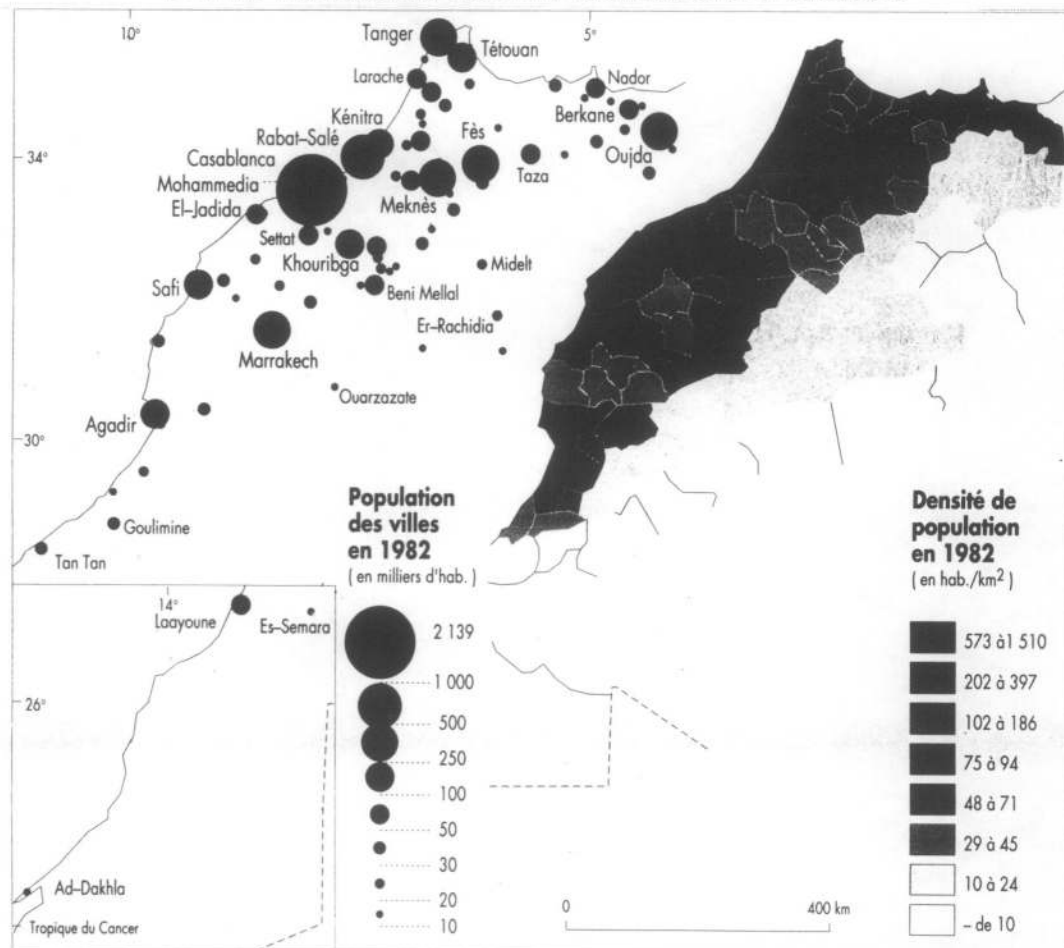 10°
5°
Tanger
Tétouan
Larache
Nador
Kénitra
Berkane
Rabat–Salé
Fès
34°
Casablanca
Oujda
Mohammedia
Taza
El–Jadida
Meknès
Settat
Khouribga
Midelt
Safi
Beni Mellal
Er–Rachidia
Marrakech
Ouarzazate
Agadir
30°
Goulimine
Tan Tan
Population
des villes
en 1982
( en milliers d'hab. )
2 139
1 000
500
250
100
50
30
20
10
Densité de
population
en 1982
( en hab./km² )
573 à1 510
202 à 397
102 à 186
75 à 94
48 à 71
29 à 45
10 à 24
– de 10
14°
Laayoune
Es–Semara
26°
Ad–Dakhla
Tropique du Cancer
0
400 km